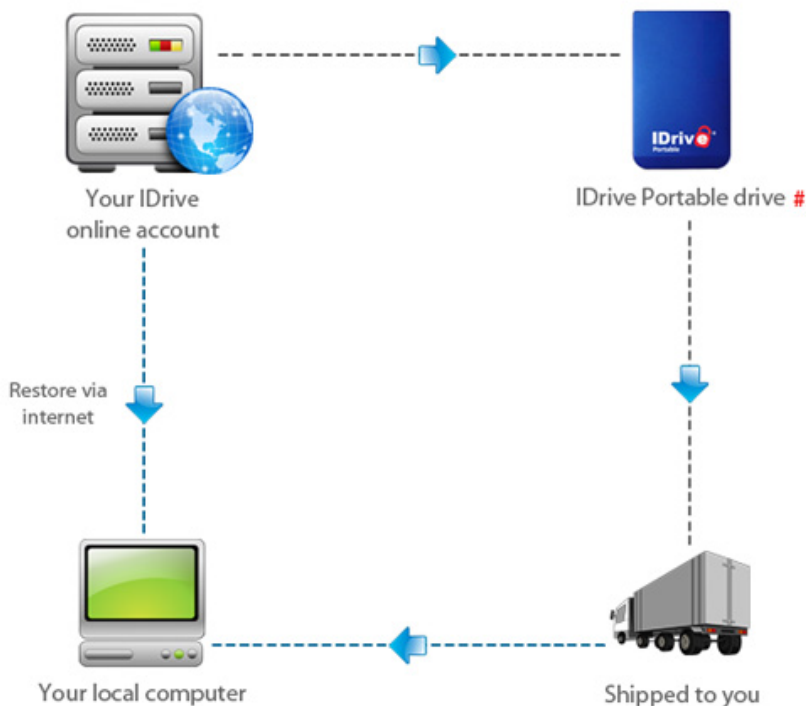 IDrive
Portable
Your IDrive
online account
IDrive Portable drive #
Restore via
internet
Your local computer
Shipped to you